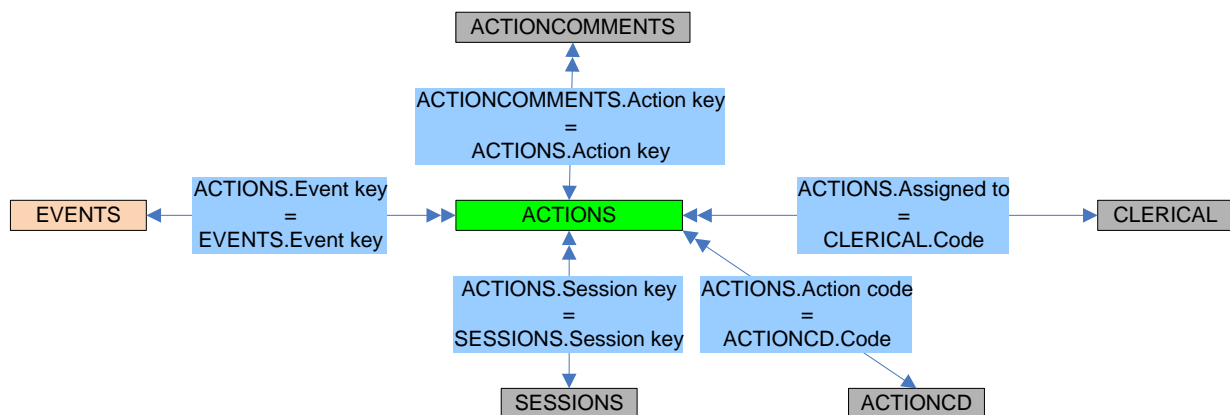 ACTIONCOMMENTS
ACTIONCOMMENTS.Action key
=
ACTIONS.Action key
EVENTS
ACTIONS.Event key
=
EVENTS.Event key
ACTIONS
ACTIONS.Assigned to
=
CLERICAL.Code
CLERICAL
ACTIONS.Session key
=
SESSIONS.Session key
ACTIONS.Action code
=
ACTIONCD.Code
SESSIONS
ACTIONCD